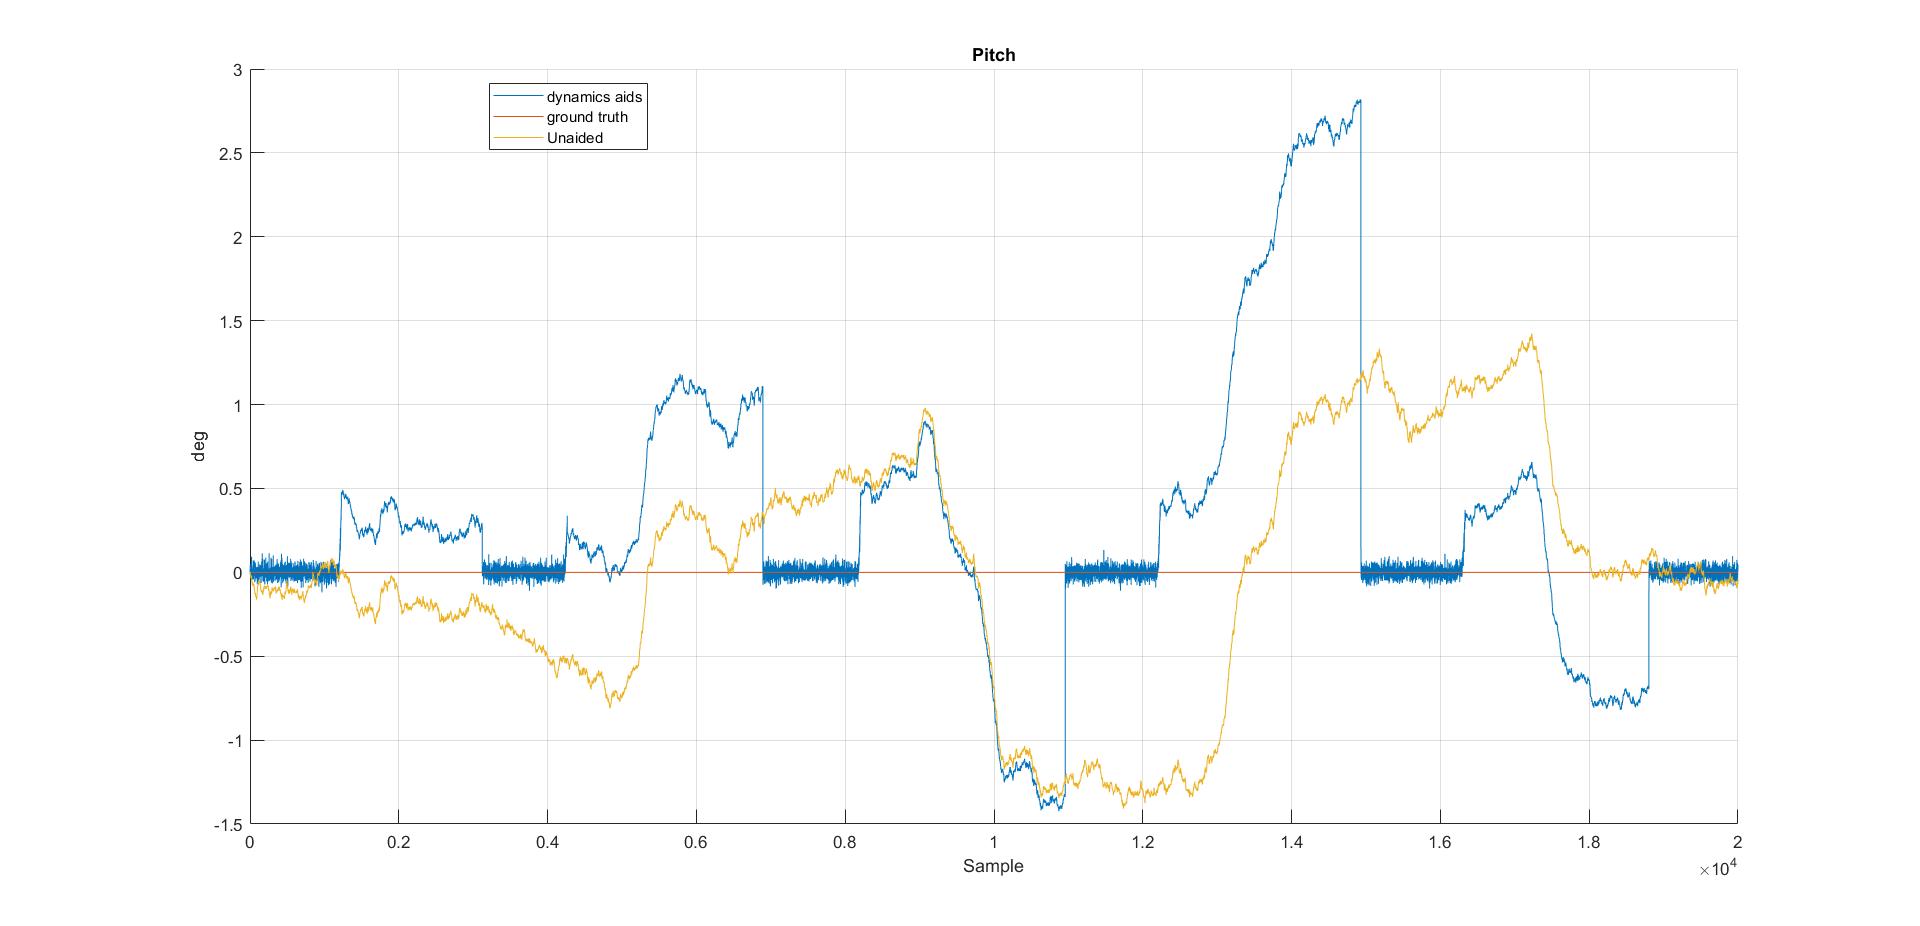 Pitch
dynamics aids
ground truth
Unaided
3
2.5
2
1.5
1
0.5
0
-0.5
-1
-1.5
deg
0 0.2 0.4 0.6 0.8 1 1.2 1.4 1.6 1.8 2
Sample
×10⁴